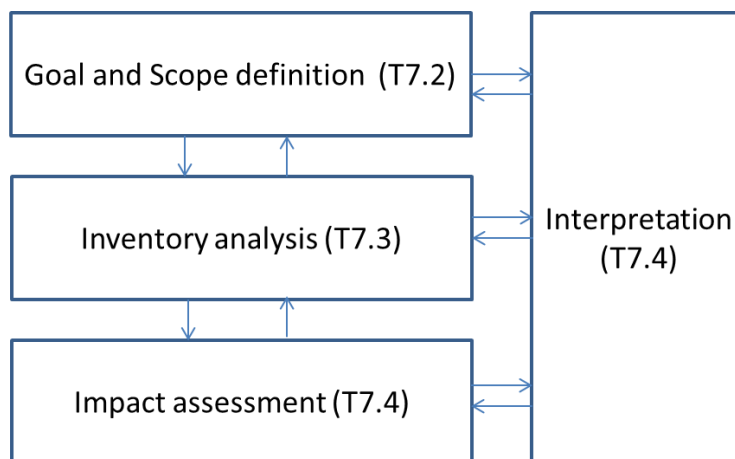 Goal and Scope definition (T7.2)
Inventory analysis (T7.3)
Interpretation
(T7.4)
Impact assessment (T7.4)